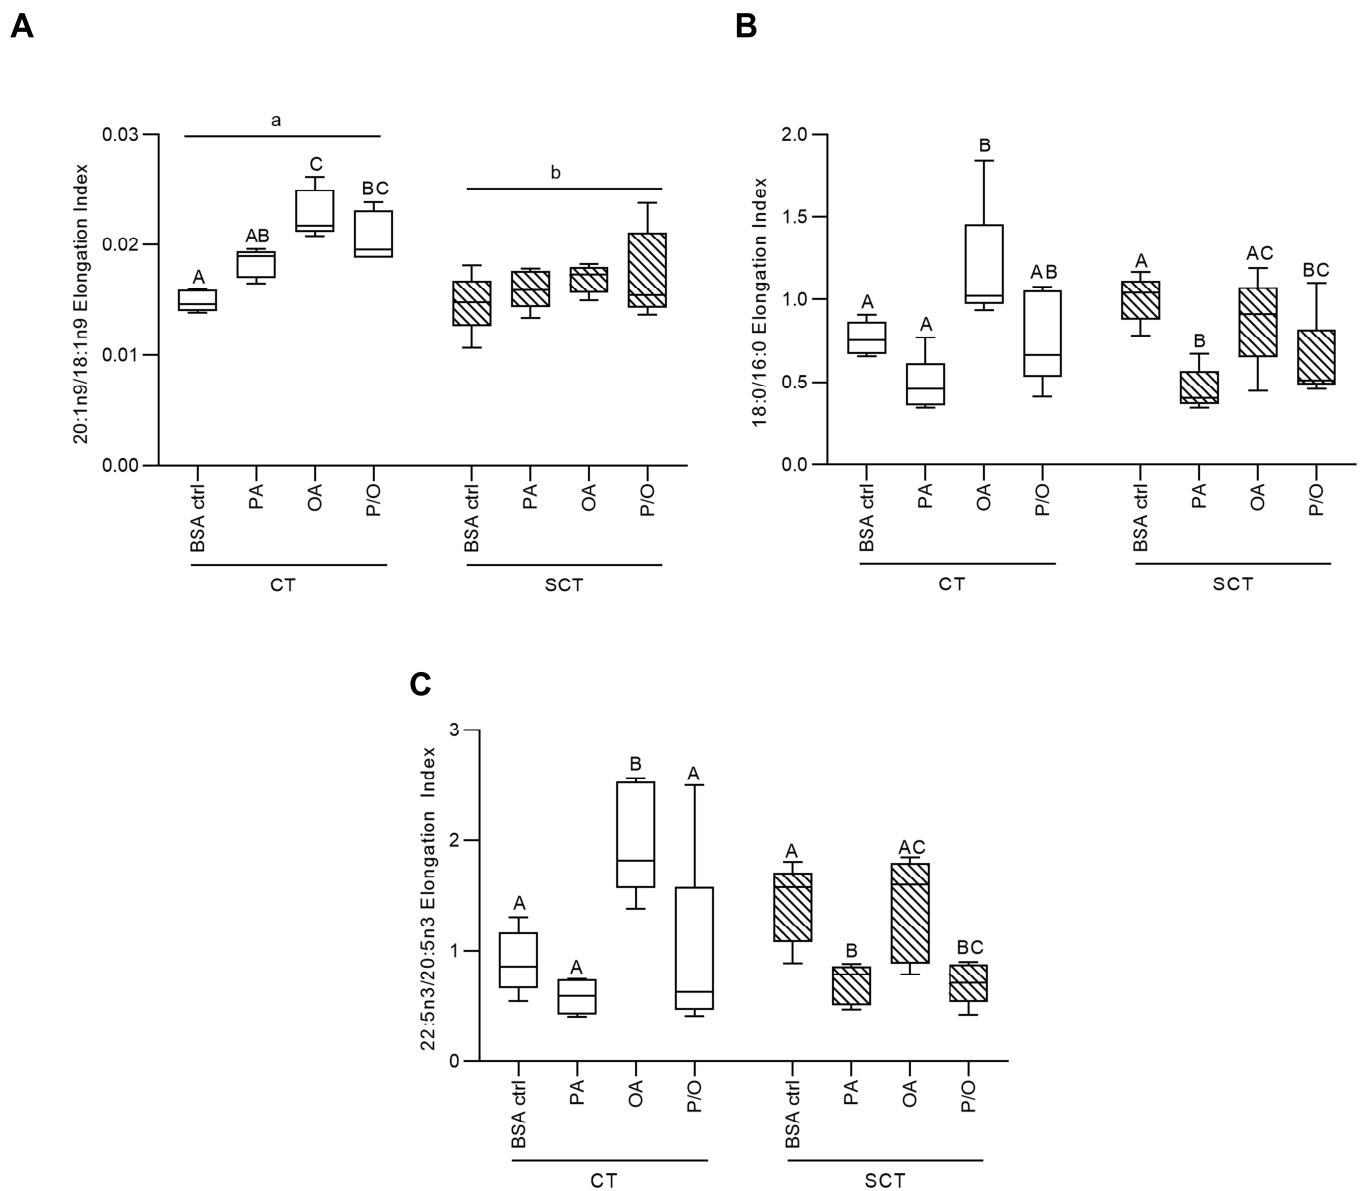 A
20:1n9/18:1n9 Elongation Index
0.03
0.02
0.01
0.00
a
A
AB
C
BC
b
BSA ctrl
PA
OA
P/O
BSA ctrl
PA
OA
P/O
CT
SCT
B
18:0/16:0 Elongation Index
2.0
1.5
1.0
0.5
0.0
A
A
B
AB
A
B
AC
BC
BSA ctrl
PA
OA
P/O
BSA ctrl
PA
OA
P/O
CT
SCT
C
22:5n3/20:5n3 Elongation Index
3
2
1
0
A
A
B
A
A
B
AC
BC
BSA ctrl
PA
OA
P/O
BSA ctrl
PA
OA
P/O
CT
SCT